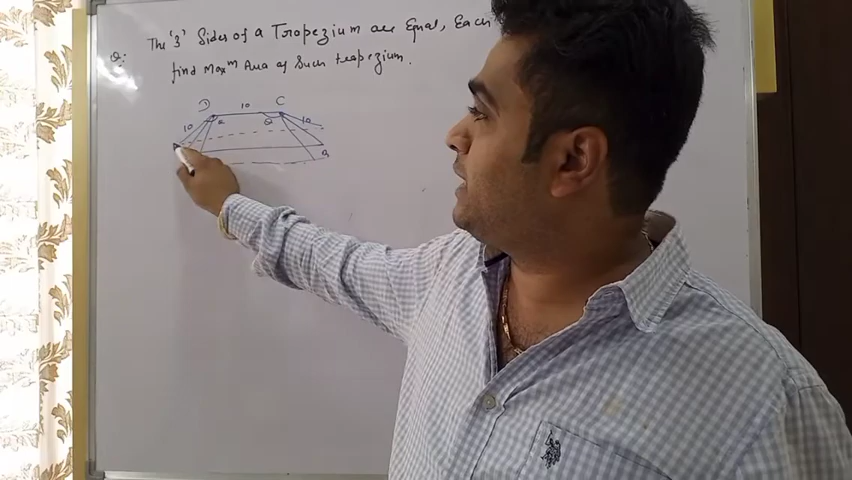 Q: The '3' Sides of a Trapezium are Equal, Each
find Maxᵐ Area of Such trapezium.
D 10 C
10 θ θ 10